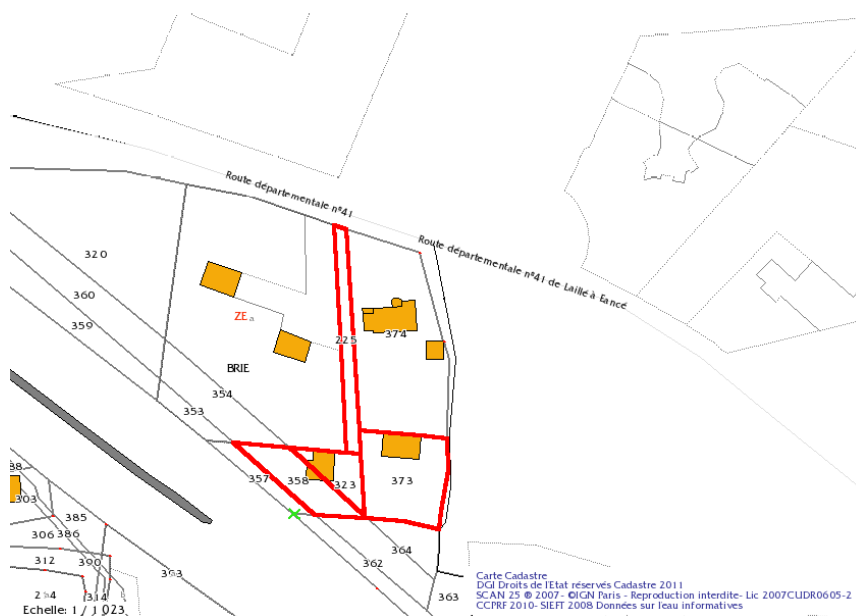 Route départementale n°41
Route départementale n°41 de Laillé à Eancé
320
360
359
ZE a
225
374
BRIE
354
353
357
358
323
373
303
385
306
386
364
362
312
390
393
314
363
Echelle: 1 / 1 023
Carte Cadastre
DGI Droits de l'Etat réservés Cadastre 2011
SCAN 25 ® 2007 - ©IGN Paris - Reproduction interdite- Lic 2007CUDR0605-2
CCPRF 2010- SIEFT 2008 Données sur l'eau informatives